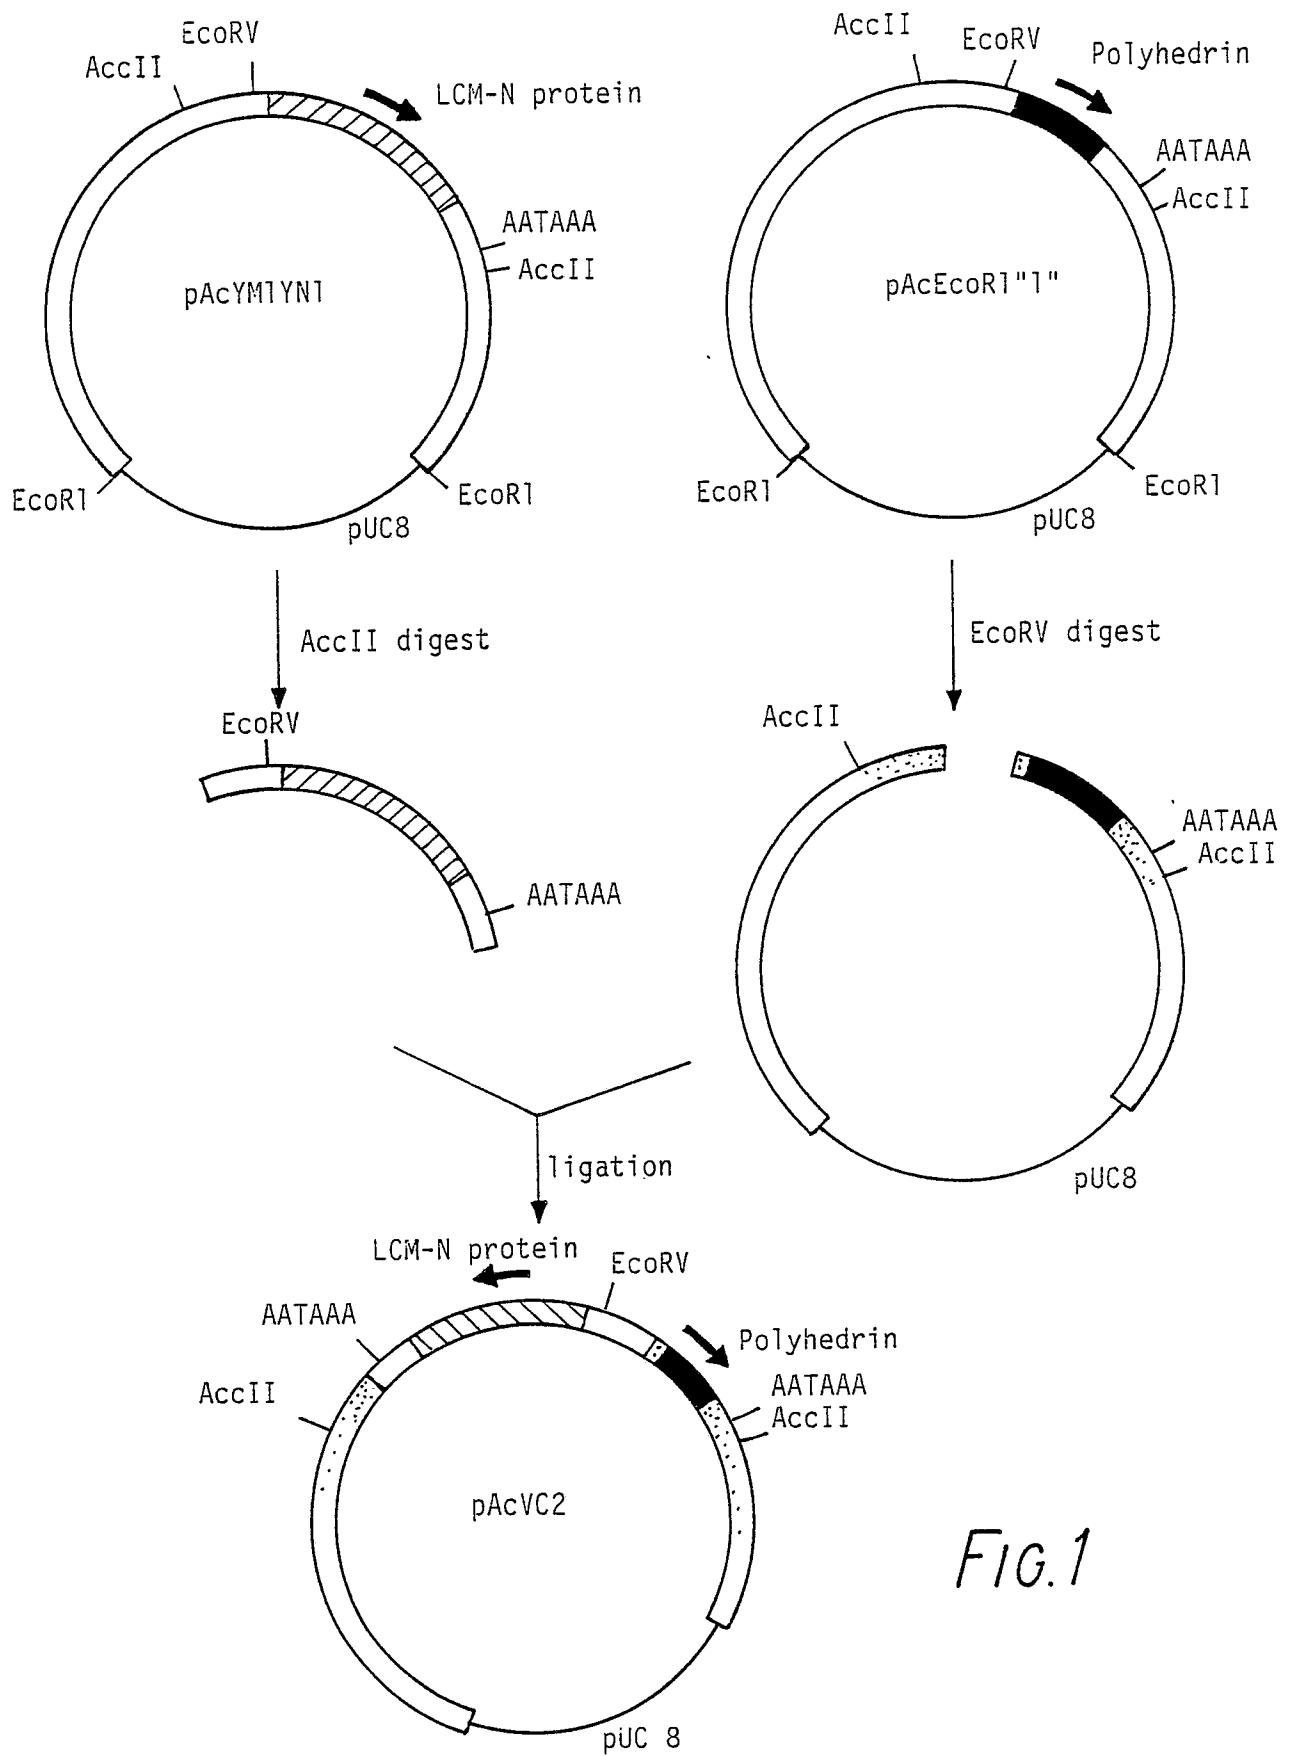 EcoRV
AccII
LCM-N protein
AATAAA
AccII
pAcYM1YN1
EcoR1
EcoR1
pUC8
AccII
EcoRV
Polyhedrin
AATAAA
AccII
pAcEcoR1"1"
EcoR1
EcoR1
pUC8
AccII digest
EcoRV digest
EcoRV
AATAAA
AccII
AATAAA
AccII
pUC8
ligation
LCM-N protein
EcoRV
AATAAA
Polyhedrin
AccII
AATAAA
AccII
pAcVC2
pUC 8
FIG.1